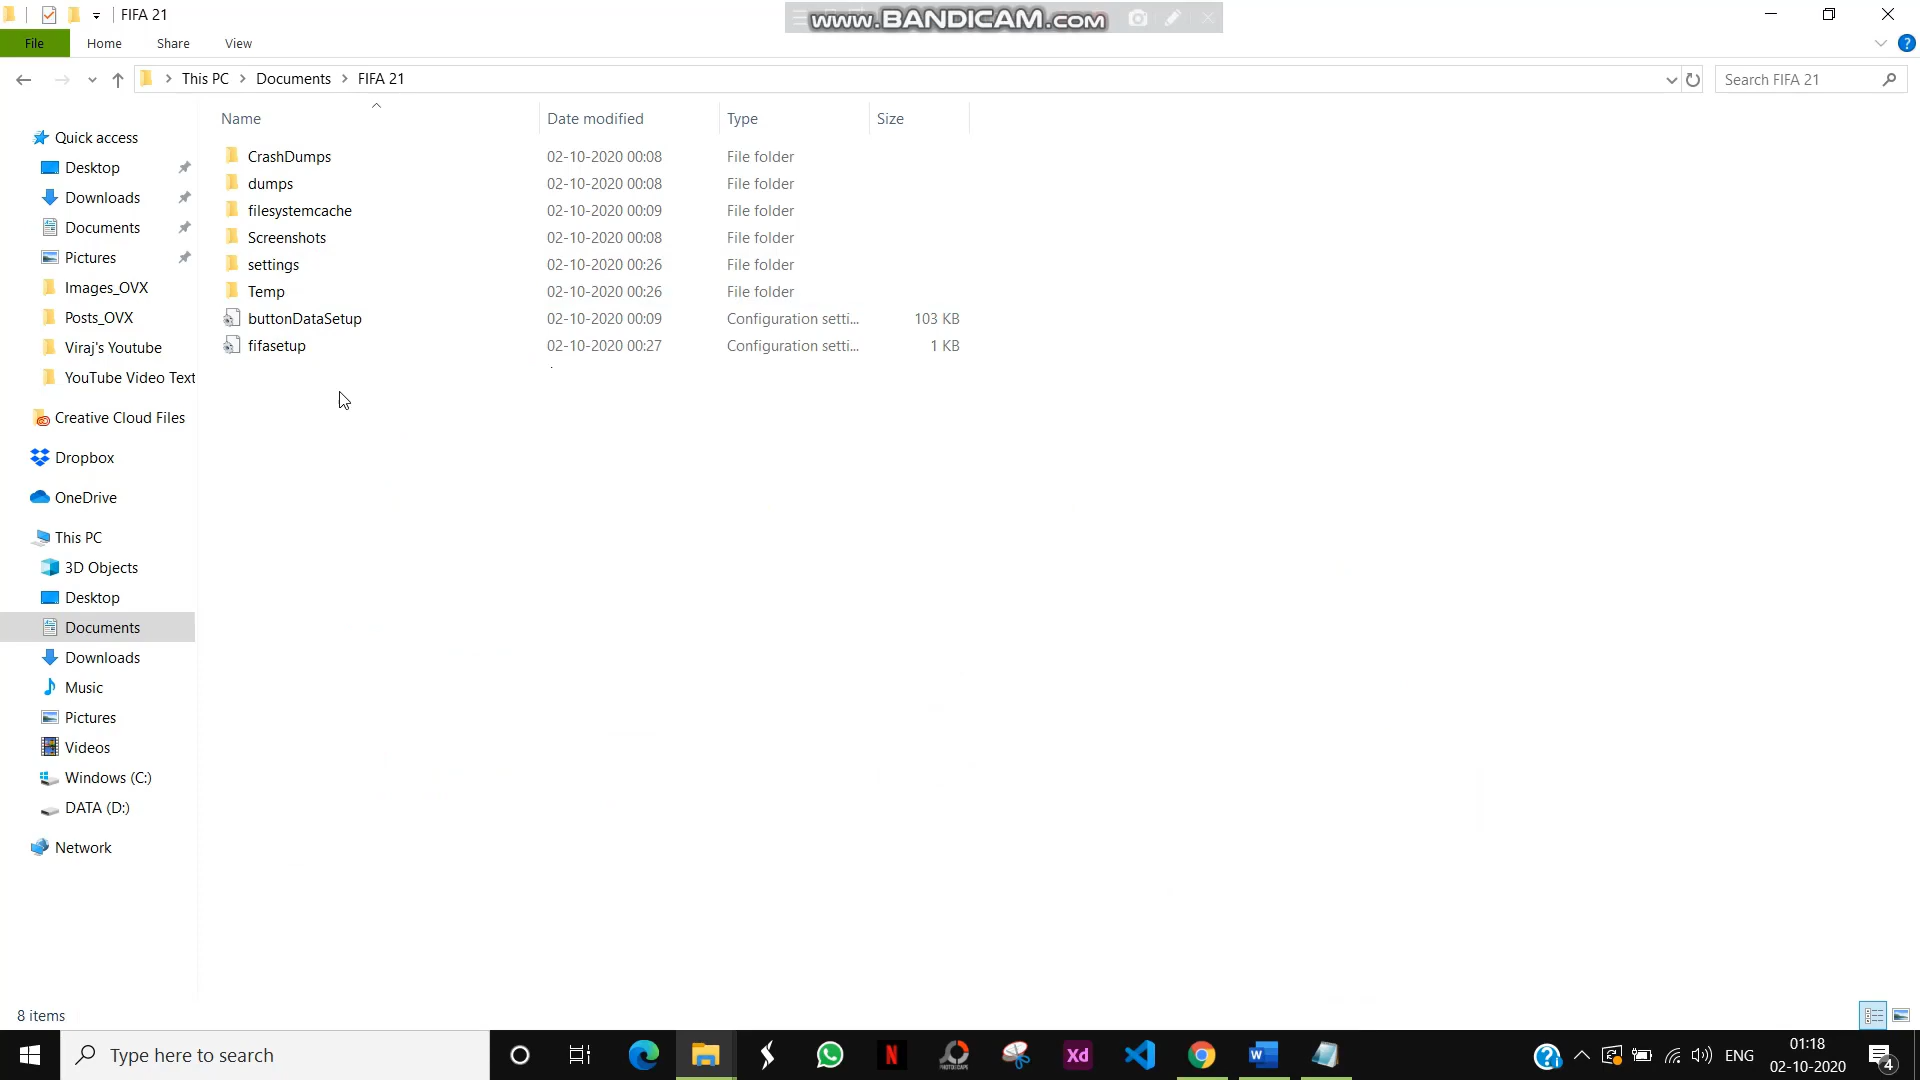 FIFA 21
www.BANDICAM.COM
File Home Share View
This PC > Documents > FIFA 21
Search FIFA 21
Name Date modified Type Size
Quick access
Desktop
Downloads
Documents
Pictures
Images_OVX
Posts_OVX
Viraj's Youtube
YouTube Video Text
Creative Cloud Files
Dropbox
OneDrive
This PC
3D Objects
Desktop
Documents
Downloads
Music
Pictures
Videos
Windows (C:)
DATA (D:)
Network
CrashDumps 02-10-2020 00:08 File folder
dumps 02-10-2020 00:08 File folder
filesystemcache 02-10-2020 00:09 File folder
Screenshots 02-10-2020 00:08 File folder
settings 02-10-2020 00:26 File folder
Temp 02-10-2020 00:26 File folder
buttonDataSetup 02-10-2020 00:09 Configuration setti... 103 KB
fifasetup 02-10-2020 00:27 Configuration setti... 1 KB
8 items
Type here to search
N
PHOTOSCAPE
Xd
ENG
01:18
02-10-2020
4